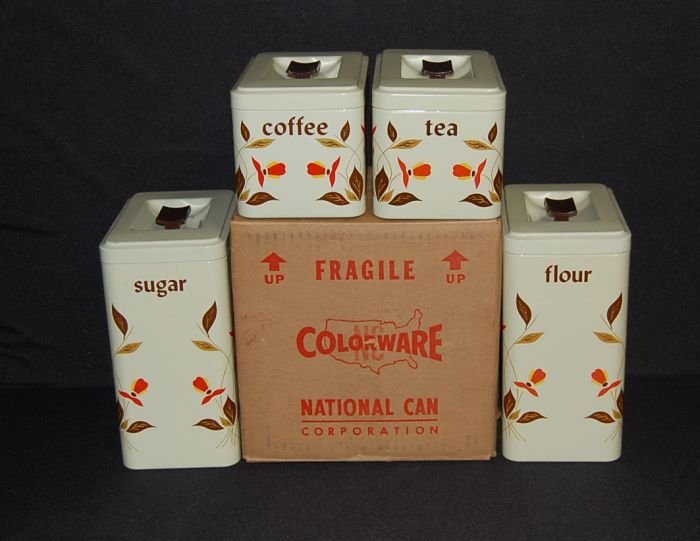 coffee
tea
sugar
flour
UP FRAGILE UP
NC
COLORWARE
NATIONAL CAN
CORPORATION